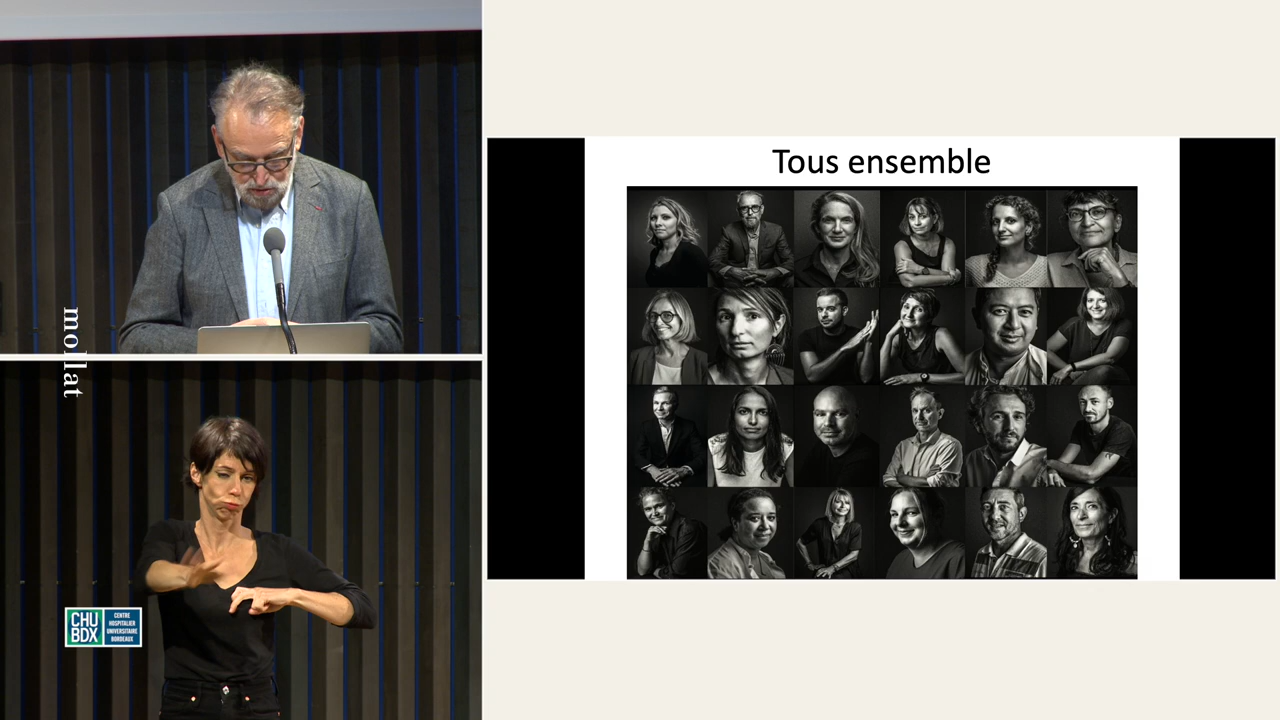 mollat
CHU
BDX
CENTRE
HOSPITALIER
UNIVERSITAIRE
BORDEAUX
Tous ensemble